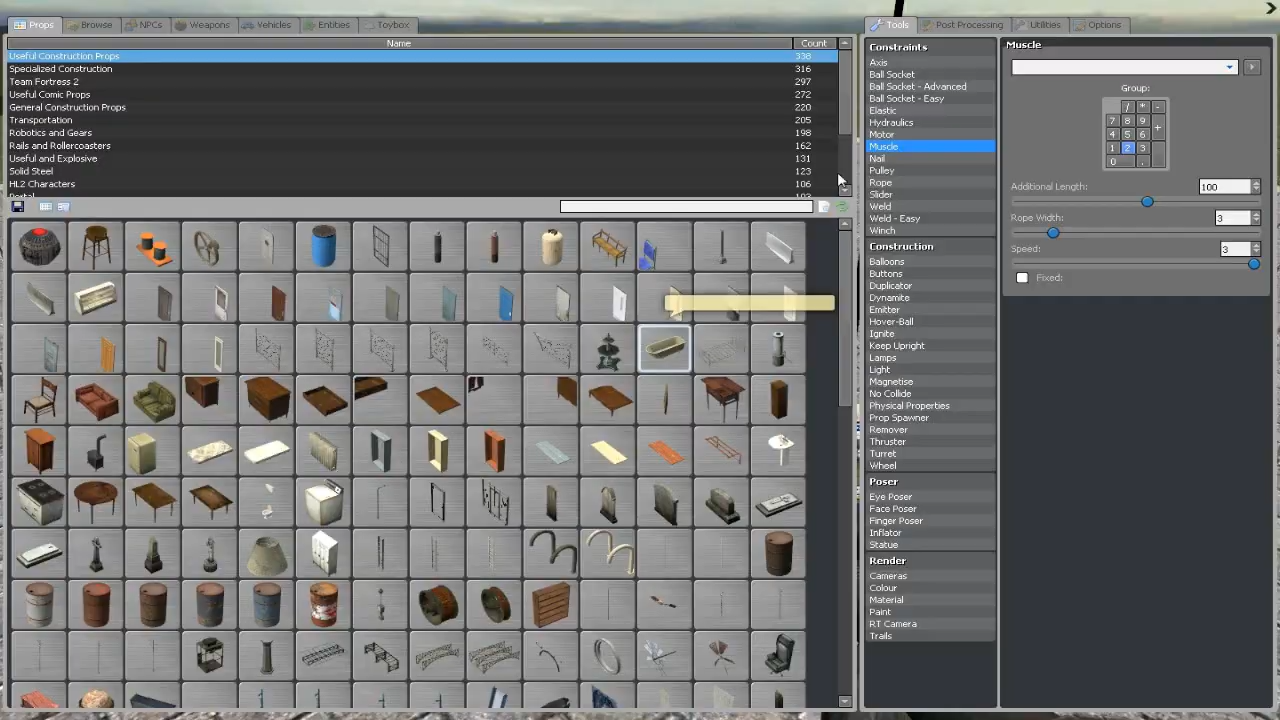 Props Browse NPCs Weapons Vehicles Entities Toybox
Name Count
Useful Construction Props 338
Specialized Construction 316
Team Fortress 2 297
Useful Comic Props 272
General Construction Props 220
Transportation 205
Robotics and Gears 198
Rails and Rollercoasters 162
Useful and Explosive 131
Solid Steel 123
HL2 Characters 106
Tools Post Processing Utilities Options
Constraints
Axis
Ball Socket
Ball Socket - Advanced
Ball Socket - Easy
Elastic
Hydraulics
Motor
Muscle
Nail
Pulley
Rope
Slider
Weld
Weld - Easy
Winch
Construction
Balloons
Buttons
Duplicator
Dynamite
Emitter
Hover-Ball
Ignite
Keep Upright
Lamps
Light
Magnetise
No Collide
Physical Properties
Prop Spawner
Remover
Thruster
Turret
Wheel
Poser
Eye Poser
Face Poser
Finger Poser
Inflator
Statue
Render
Cameras
Colour
Material
Paint
RT Camera
Trails
Muscle
Group:
/ * -
7 8 9 +
4 5 6
1 2 3
0 .
Additional Length: 100
Rope Width: 3
Speed: 3
Fixed: